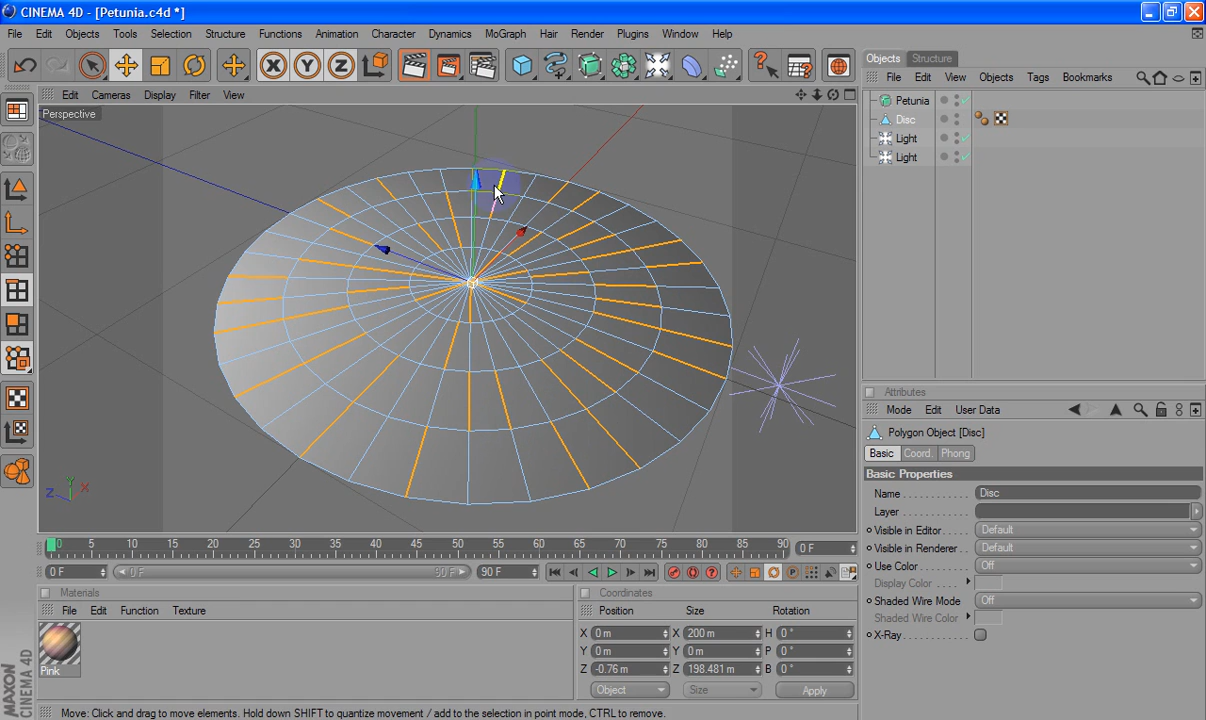 CINEMA 4D - [Petunia.c4d *]
File Edit Objects Tools Selection Structure Functions Animation Character Dynamics MoGraph Hair Render Plugins Window Help
X Y Z
Objects Structure
File Edit View Objects Tags Bookmarks
Edit Cameras Display Filter View
Perspective
Petunia
Disc
Light
Light
Y
Z X
Attributes
Mode Edit User Data
Polygon Object [Disc]
Basic Coord. Phong
Basic Properties
Name Disc
Layer
Visible in Editor Default
Visible in Renderer Default
Use Color Off
Display Color
Shaded Wire Mode Off
Shaded Wire Color
X-Ray
0 5 10 15 20 25 30 35 40 45 50 55 60 65 70 75 80 85 90 0 F
0 F 0 F 90 F 90 F
Materials
File Edit Function Texture
Pink
Coordinates
Position Size Rotation
X 0 m X 200 m H 0 °
Y 0 m Y 0 m P 0 °
Z -0.76 m Z 198.481 m B 0 °
Object Size Apply
MAXON
CINEMA 4D
Move: Click and drag to move elements. Hold down SHIFT to quantize movement / add to the selection in point mode, CTRL to remove.